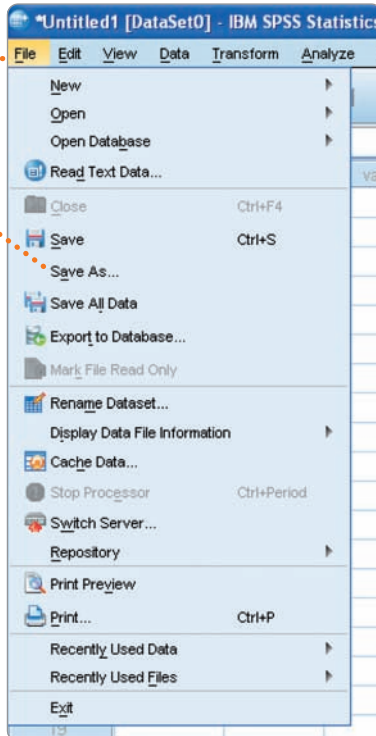 *Untitled1 [DataSet0] - IBM SPSS Statistics
File Edit View Data Transform Analyze
New
Open
Open Database
Read Text Data...
Close Ctrl+F4
Save Ctrl+S
Save As...
Save All Data
Export to Database...
Mark File Read Only
Rename Dataset...
Display Data File Information
Cache Data...
Stop Processor Ctrl+Period
Switch Server...
Repository
Print Preview
Print... Ctrl+P
Recently Used Data
Recently Used Files
Exit
19